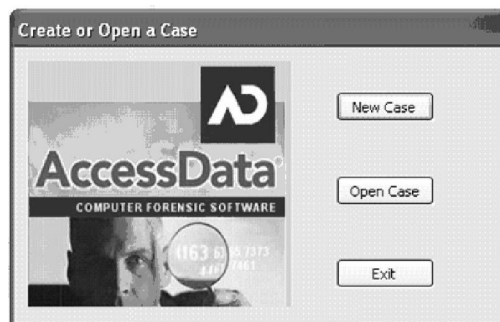 Create or Open a Case
AD
AccessData
COMPUTER FORENSIC SOFTWARE
New Case
Open Case
Exit